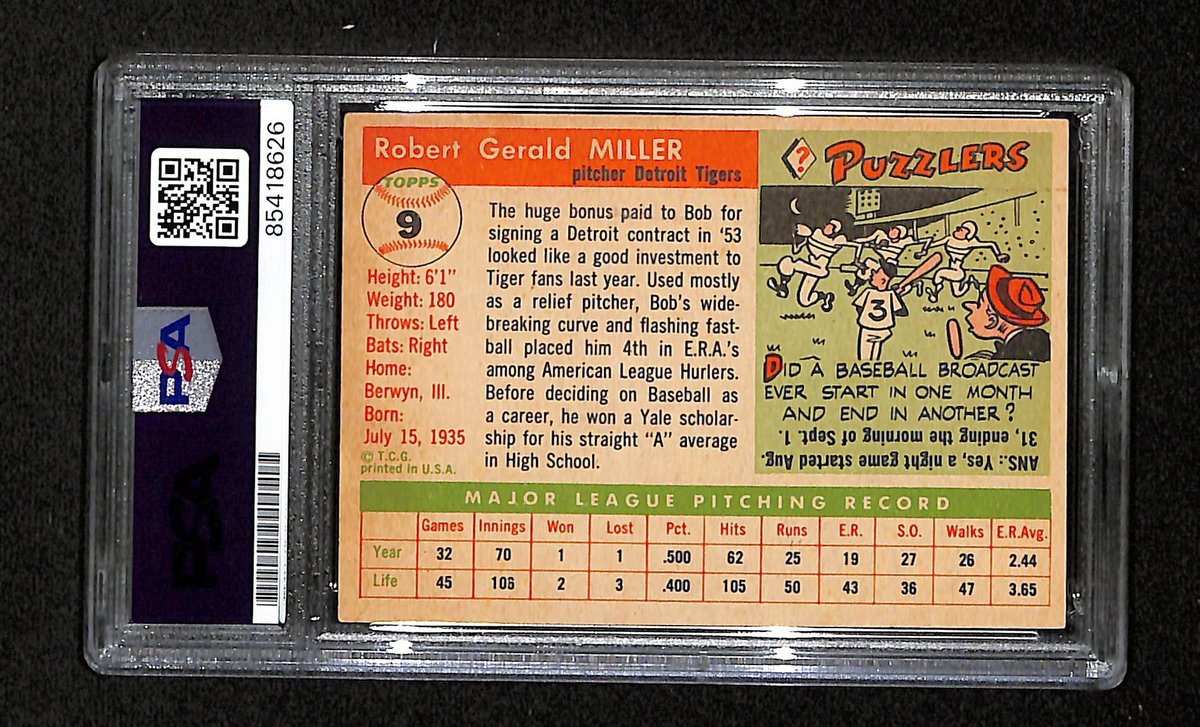 85418626
PSA
PSA
Robert Gerald MILLER
pitcher Detroit Tigers
TOPPS
9
Height: 6'1"
Weight: 180
Throws: Left
Bats: Right
Home:
Berwyn, Ill.
Born:
July 15, 1935
© T.C.G.
printed in U.S.A.
The huge bonus paid to Bob for
signing a Detroit contract in '53
looked like a good investment to
Tiger fans last year. Used mostly
as a relief pitcher, Bob's wide-
breaking curve and flashing fast-
ball placed him 4th in E.R.A.'s
among American League Hurlers.
Before deciding on Baseball as
a career, he won a Yale scholar-
ship for his straight "A" average
in High School.
? PUZZLERS
3
DID A BASEBALL BROADCAST
EVER START IN ONE MONTH
AND END IN ANOTHER?
ANS.: Yes, a night game started Aug.
31, ending the morning of Sept. 1.
MAJOR LEAGUE PITCHING RECORD
Games Innings Won Lost Pct. Hits Runs E.R. S.O. Walks E.R.Avg.
Year 32 70 1 1 .500 62 25 19 27 26 2.44
Life 45 106 2 3 .400 105 50 43 36 47 3.65